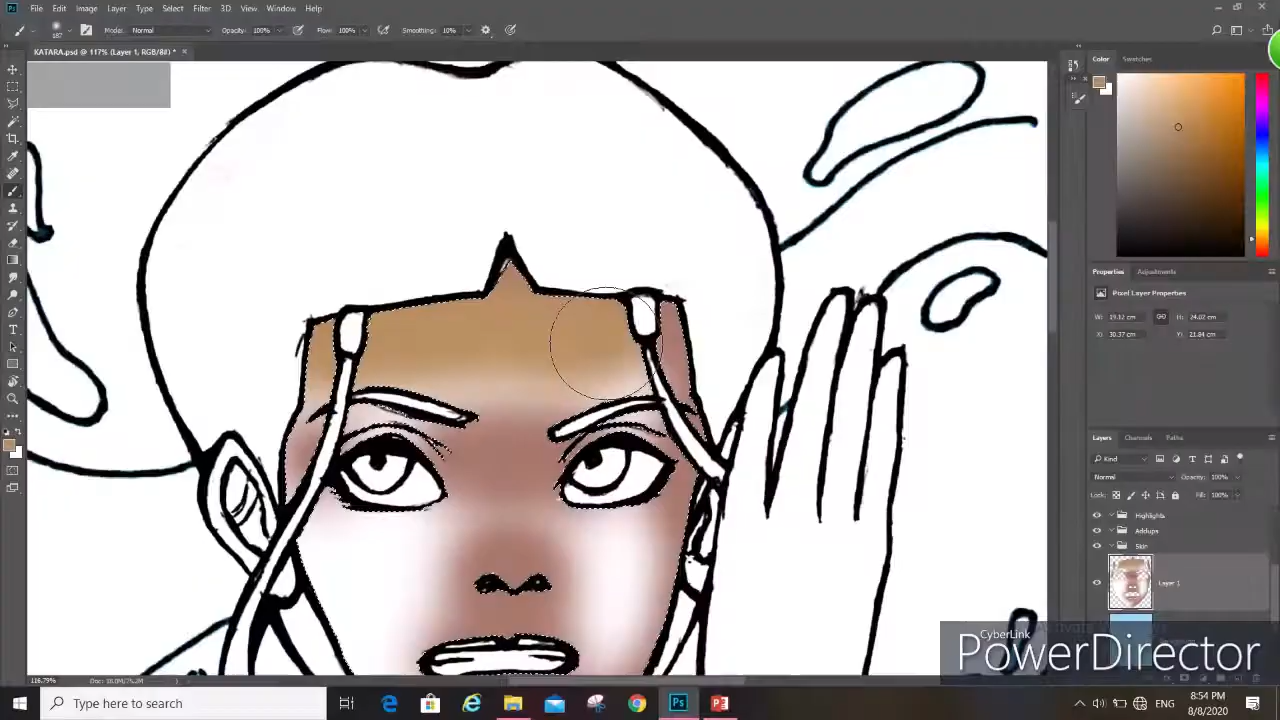 File Edit Image Layer Type Select Filter 3D View Window Help
Mode: Normal Opacity: 100% Flow: 100% Smoothing: 10%
187
KATARA.psd @ 117% (Layer 1, RGB/8#) *
Color Swatches
Properties Adjustments
Pixel Layer Properties
W: 19.12 cm H: 24.02 cm
X: 30.37 cm Y: 21.84 cm
Layers Channels Paths
Kind
Normal Opacity: 100%
Lock: Fill: 100%
Highlights
Addups
Skin
Layer 1
CyberLink
PowerDirector
Type here to search
ENG
8:54 PM
8/8/2020